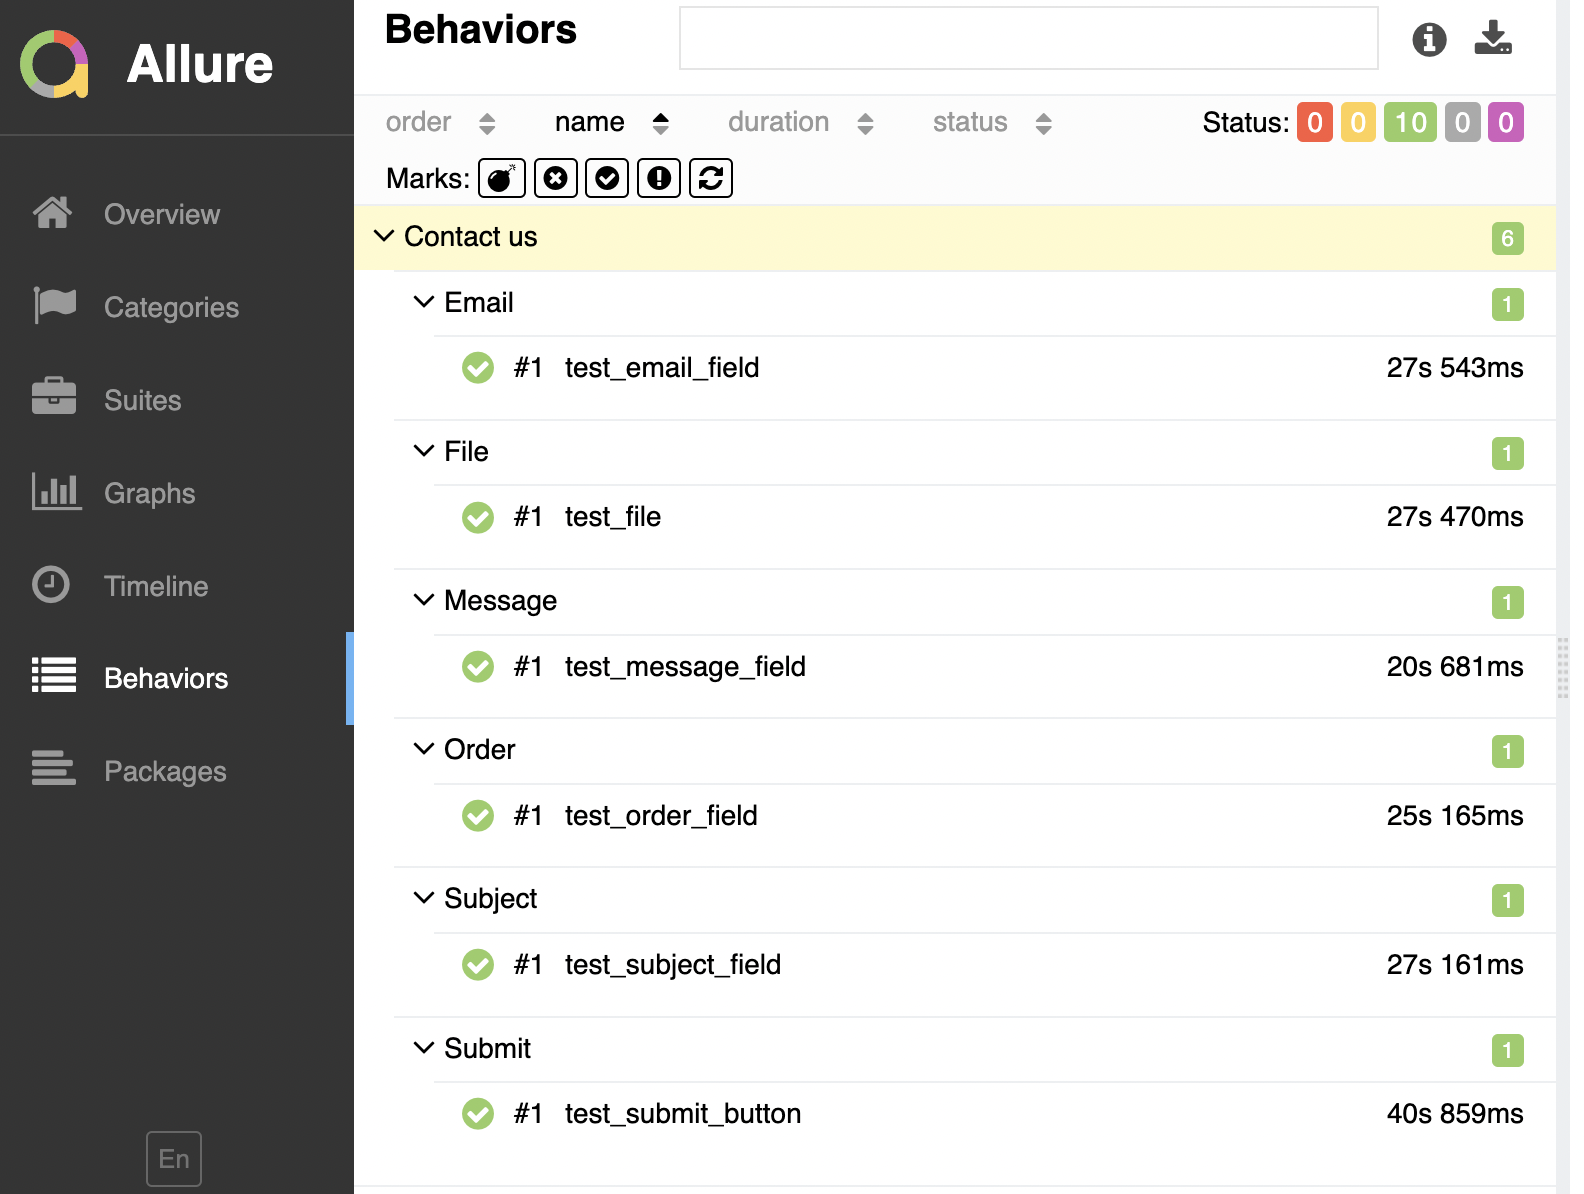 Allure
Overview
Categories
Suites
Graphs
Timeline
Behaviors
Packages
En
Behaviors
order name duration status Status: 0 0 10 0 0
Marks:
Contact us 6
Email 1
#1 test_email_field 27s 543ms
File 1
#1 test_file 27s 470ms
Message 1
#1 test_message_field 20s 681ms
Order 1
#1 test_order_field 25s 165ms
Subject 1
#1 test_subject_field 27s 161ms
Submit 1
#1 test_submit_button 40s 859ms